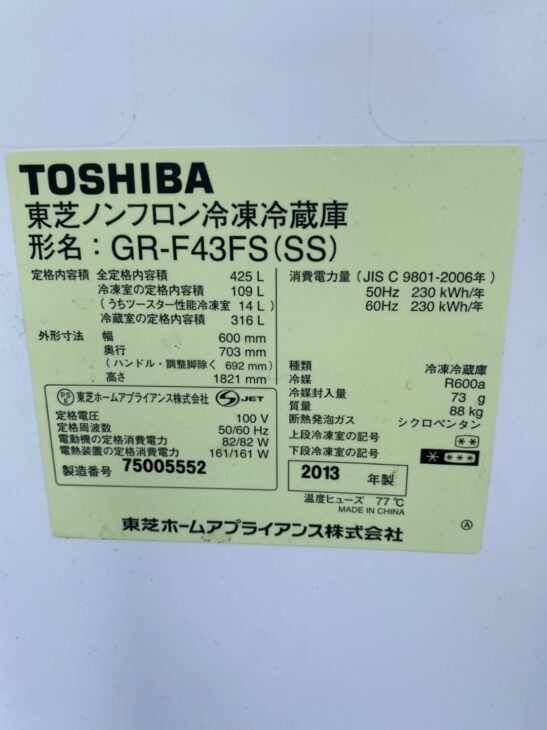 TOSHIBA
東芝ノンフロン冷凍冷蔵庫
形名：GR-F43FS(SS)
定格内容積 全定格内容積 425 L
冷凍室の定格内容積 109 L
(うちツースター性能冷凍室 14 L)
冷蔵室の定格内容積 316 L
外形寸法 幅 600 mm
奥行 703 mm
(ハンドル・調整脚除く 692 mm)
高さ 1821 mm
PSE 東芝ホームアプライアンス株式会社 S JET
定格電圧 100 V
定格周波数 50/60 Hz
電動機の定格消費電力 82/82 W
電熱装置の定格消費電力 161/161 W
製造番号 75005552
消費電力量 (JIS C 9801-2006年)
50Hz 230 kWh/年
60Hz 230 kWh/年
種類 冷凍冷蔵庫
冷媒 R600a
冷媒封入量 73 g
質量 88 kg
断熱発泡ガス シクロペンタン
上段冷凍室の記号 **
下段冷凍室の記号 * ***
2013 年製
温度ヒューズ 77℃
MADE IN CHINA
東芝ホームアプライアンス株式会社 Ⓐ